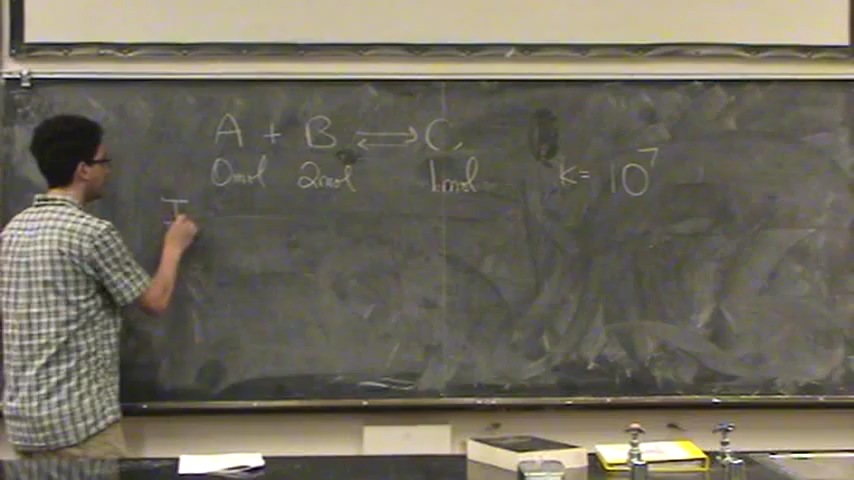 A + B ⇌ C
0mol 2mol 1mol K= 10⁷
I